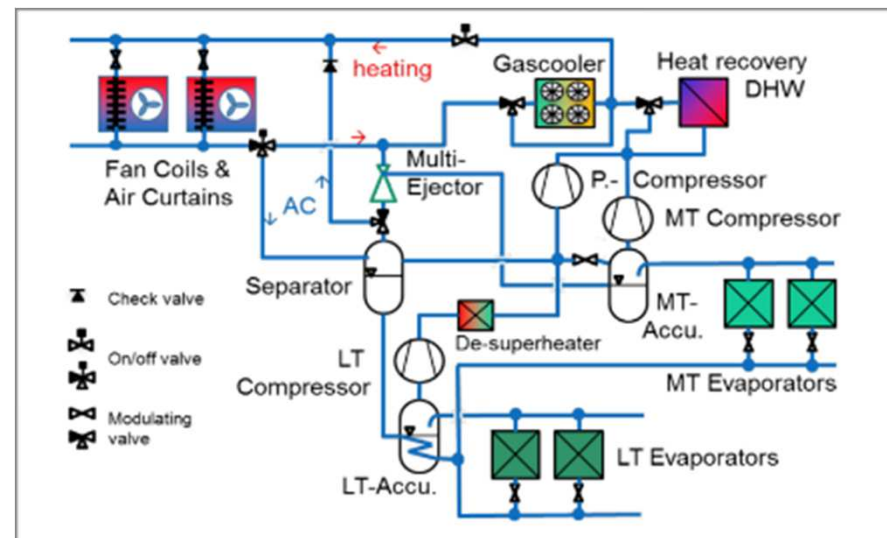 heating
Gascooler
Heat recovery
DHW
Fan Coils &
Air Curtains
AC
Multi-
Ejector
P.- Compressor
MT Compressor
Separator
MT-
Accu.
Check valve
On/off valve
Modulating
valve
De-superheater
LT
Compressor
MT Evaporators
LT Evaporators
LT-Accu.